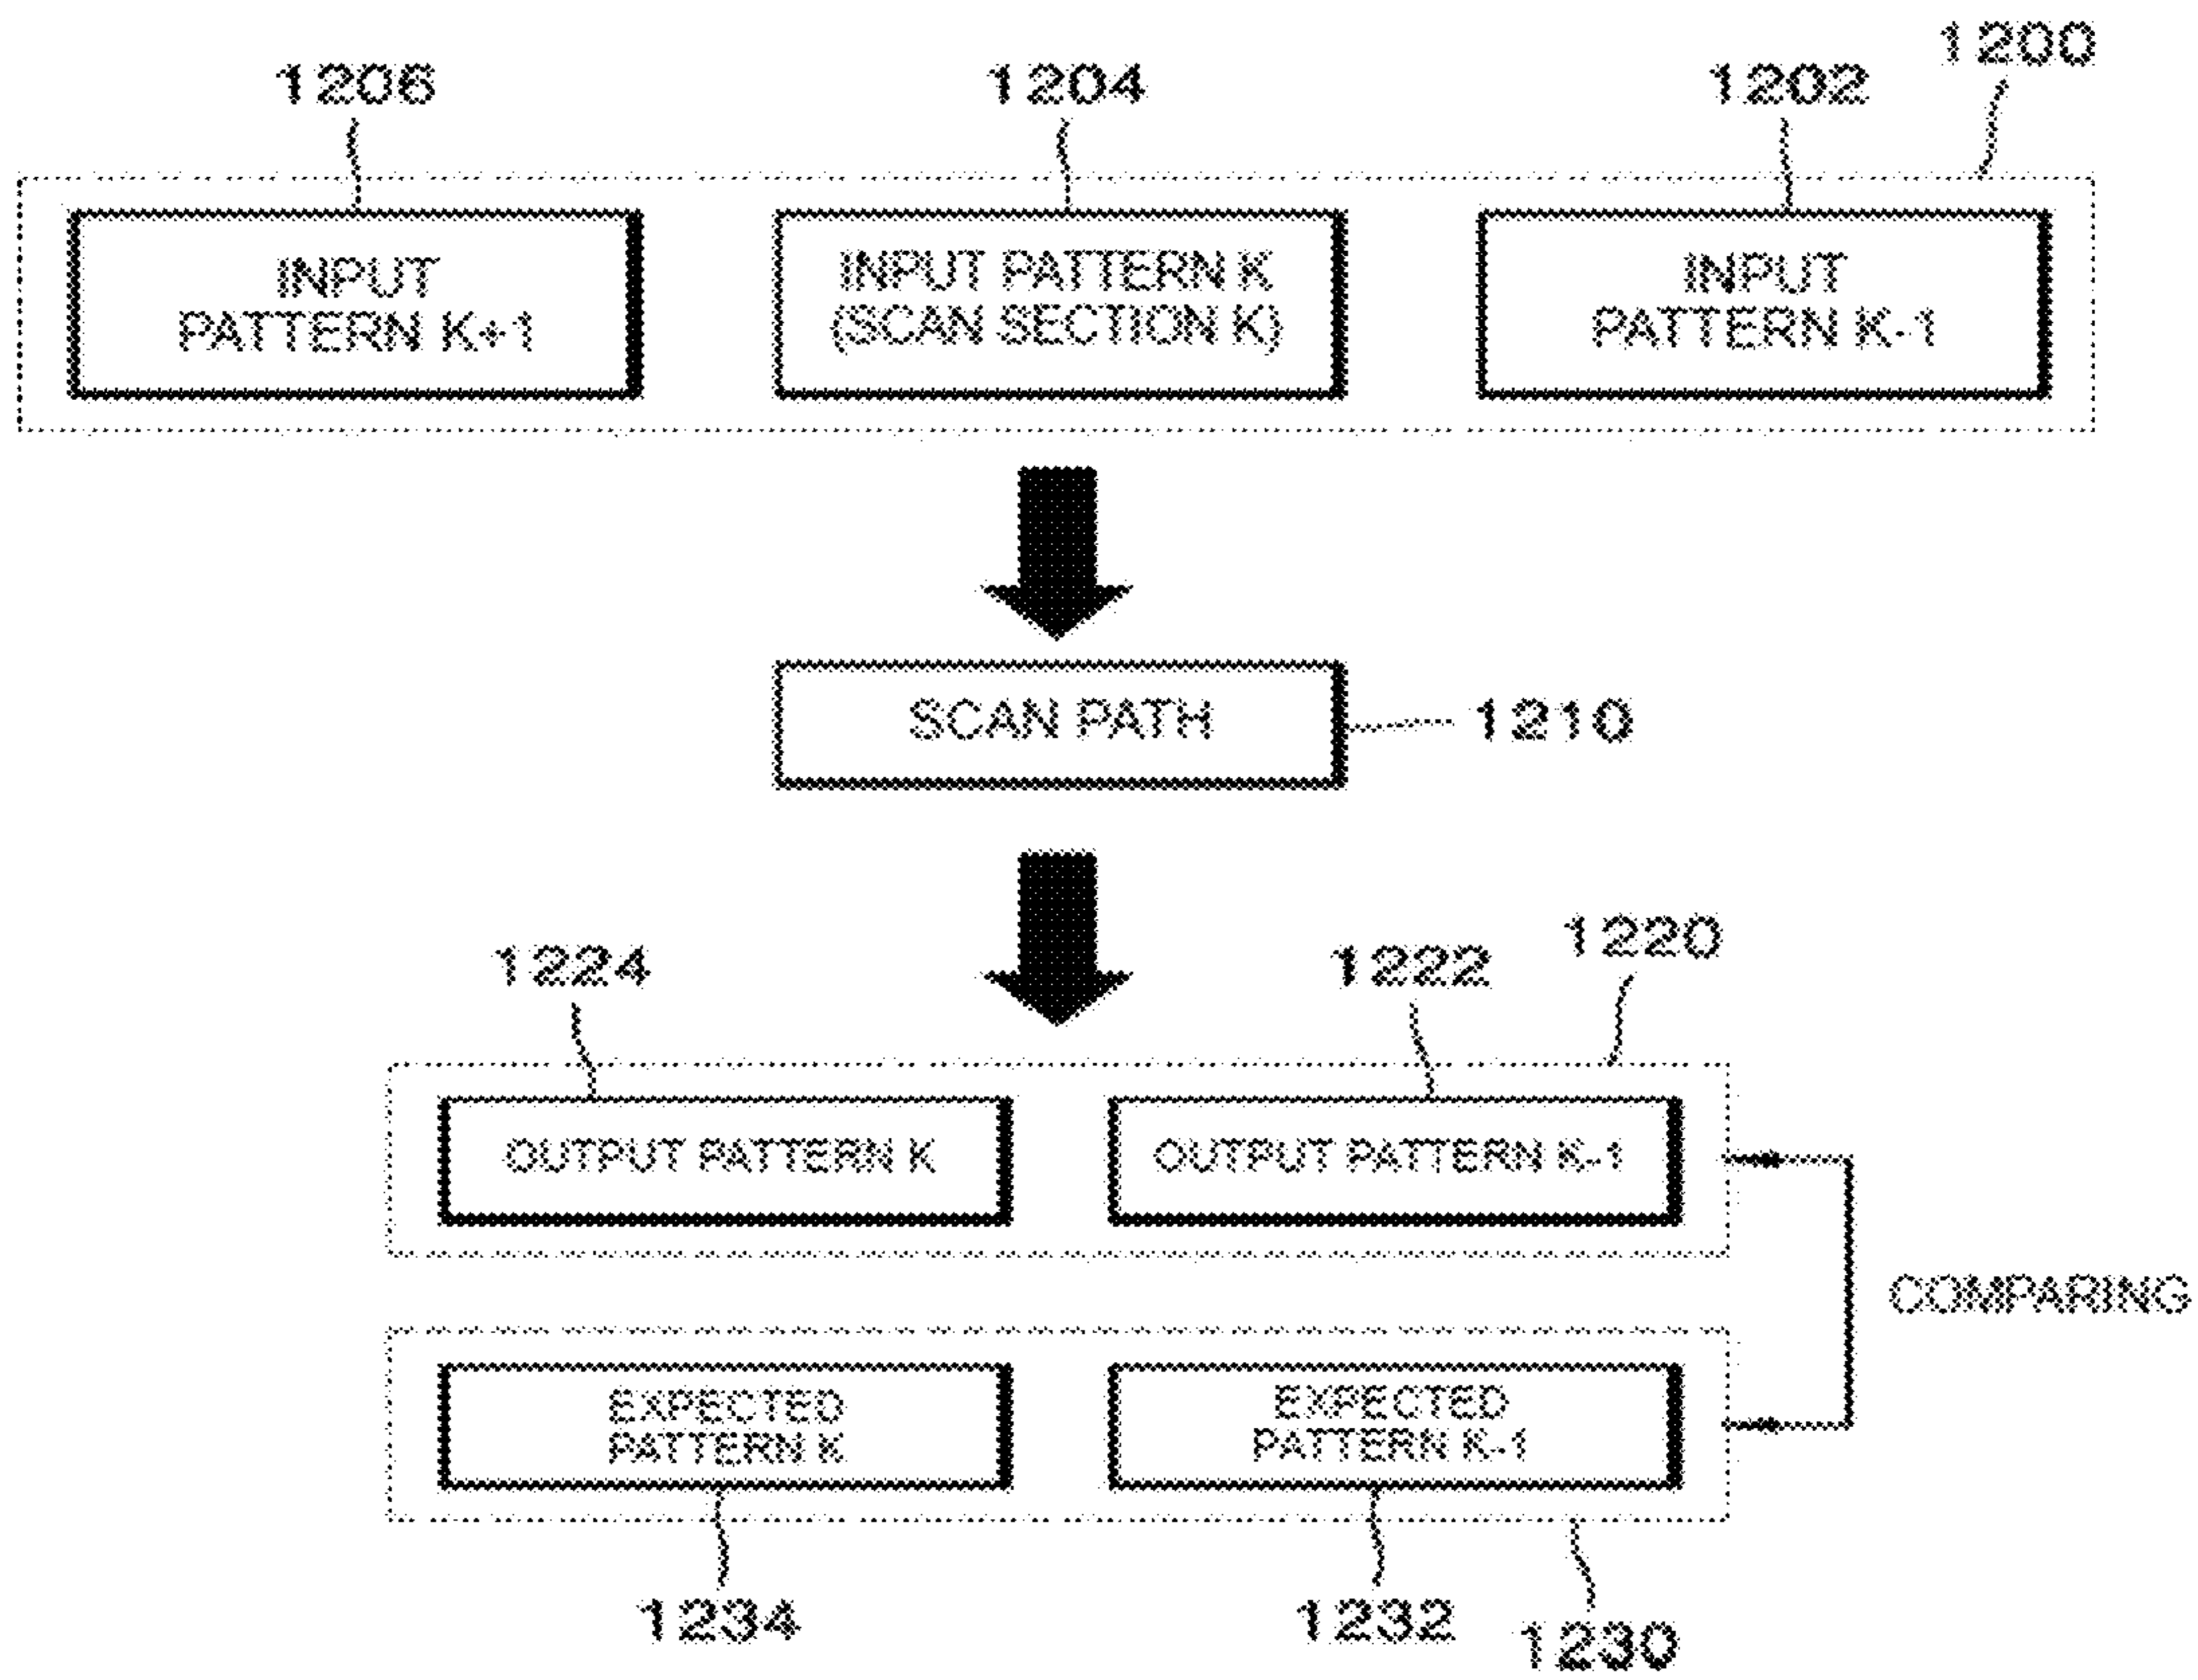 1200
1206
1204
1202
INPUT
PATTERN K+1
INPUT PATTERN K
(SCAN SECTION K)
INPUT
PATTERN K-1
SCAN PATH
1210
1220
1224
1222
OUTPUT PATTERN K
OUTPUT PATTERN K-1
COMPARING
EXPECTED
PATTERN K
EXPECTED
PATTERN K-1
1234
1232
1230